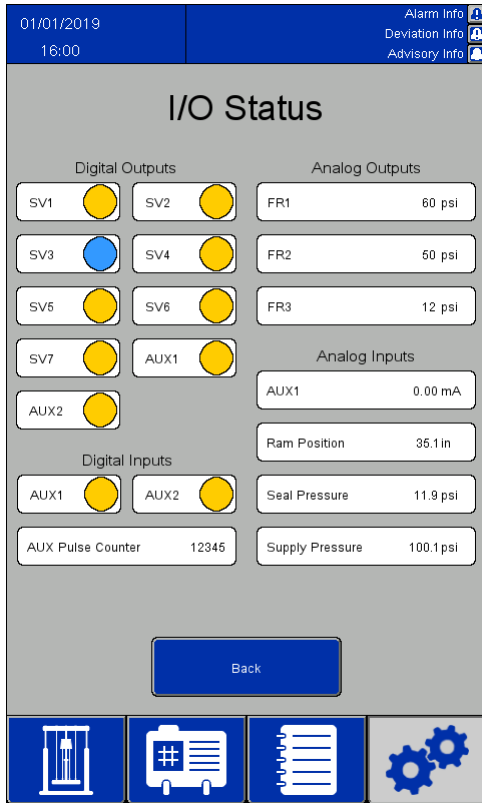 01/01/2019
16:00
Alarm Info
Deviation Info
Advisory Info
I/O Status
Digital Outputs
SV1
SV2
SV3
SV4
SV5
SV6
SV7
AUX1
AUX2
Digital Inputs
AUX1
AUX2
AUX Pulse Counter 12345
Analog Outputs
FR1 60 psi
FR2 50 psi
FR3 12 psi
Analog Inputs
AUX1 0.00 mA
Ram Position 35.1 in
Seal Pressure 11.9 psi
Supply Pressure 100.1 psi
Back